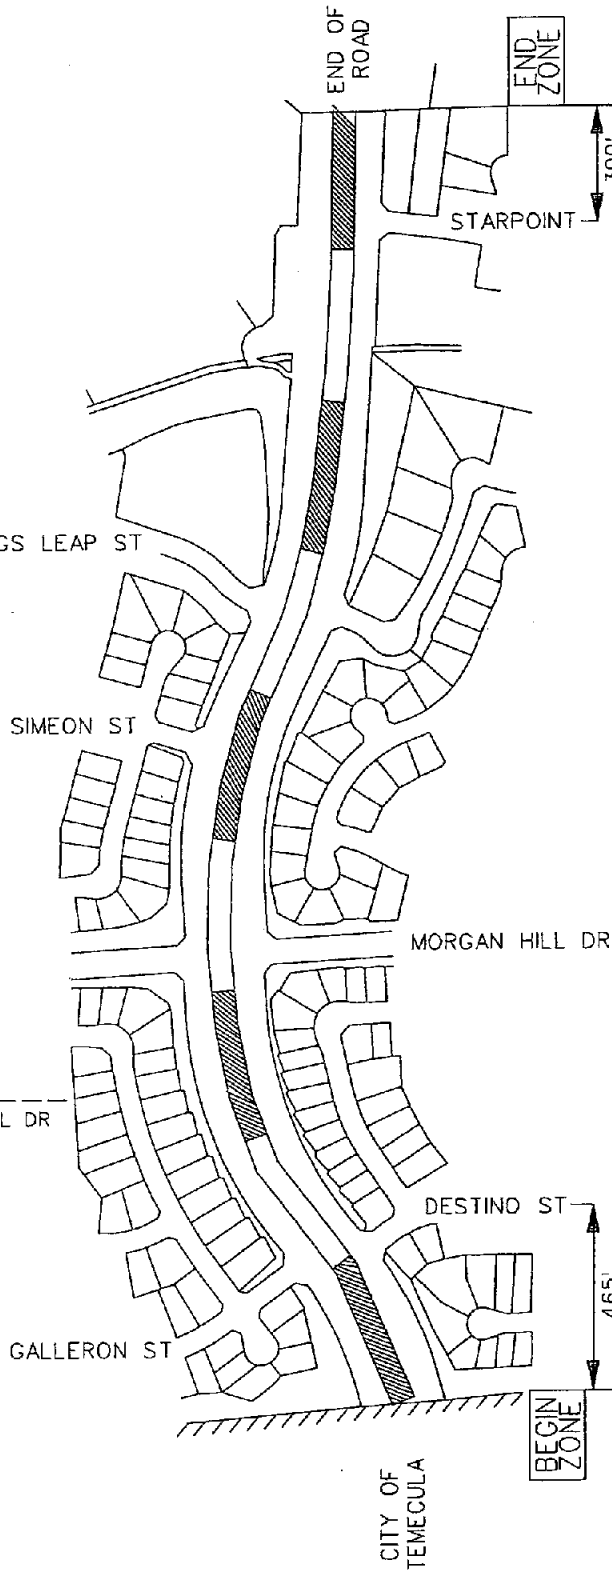 END OF
ROAD
END
ZONE
STARPOINT
GS LEAP ST
SIMEON ST
MORGAN HILL DR
L DR
DESTINO ST
465'
GALLERON ST
BEGIN
ZONE
CITY OF
TEMECULA